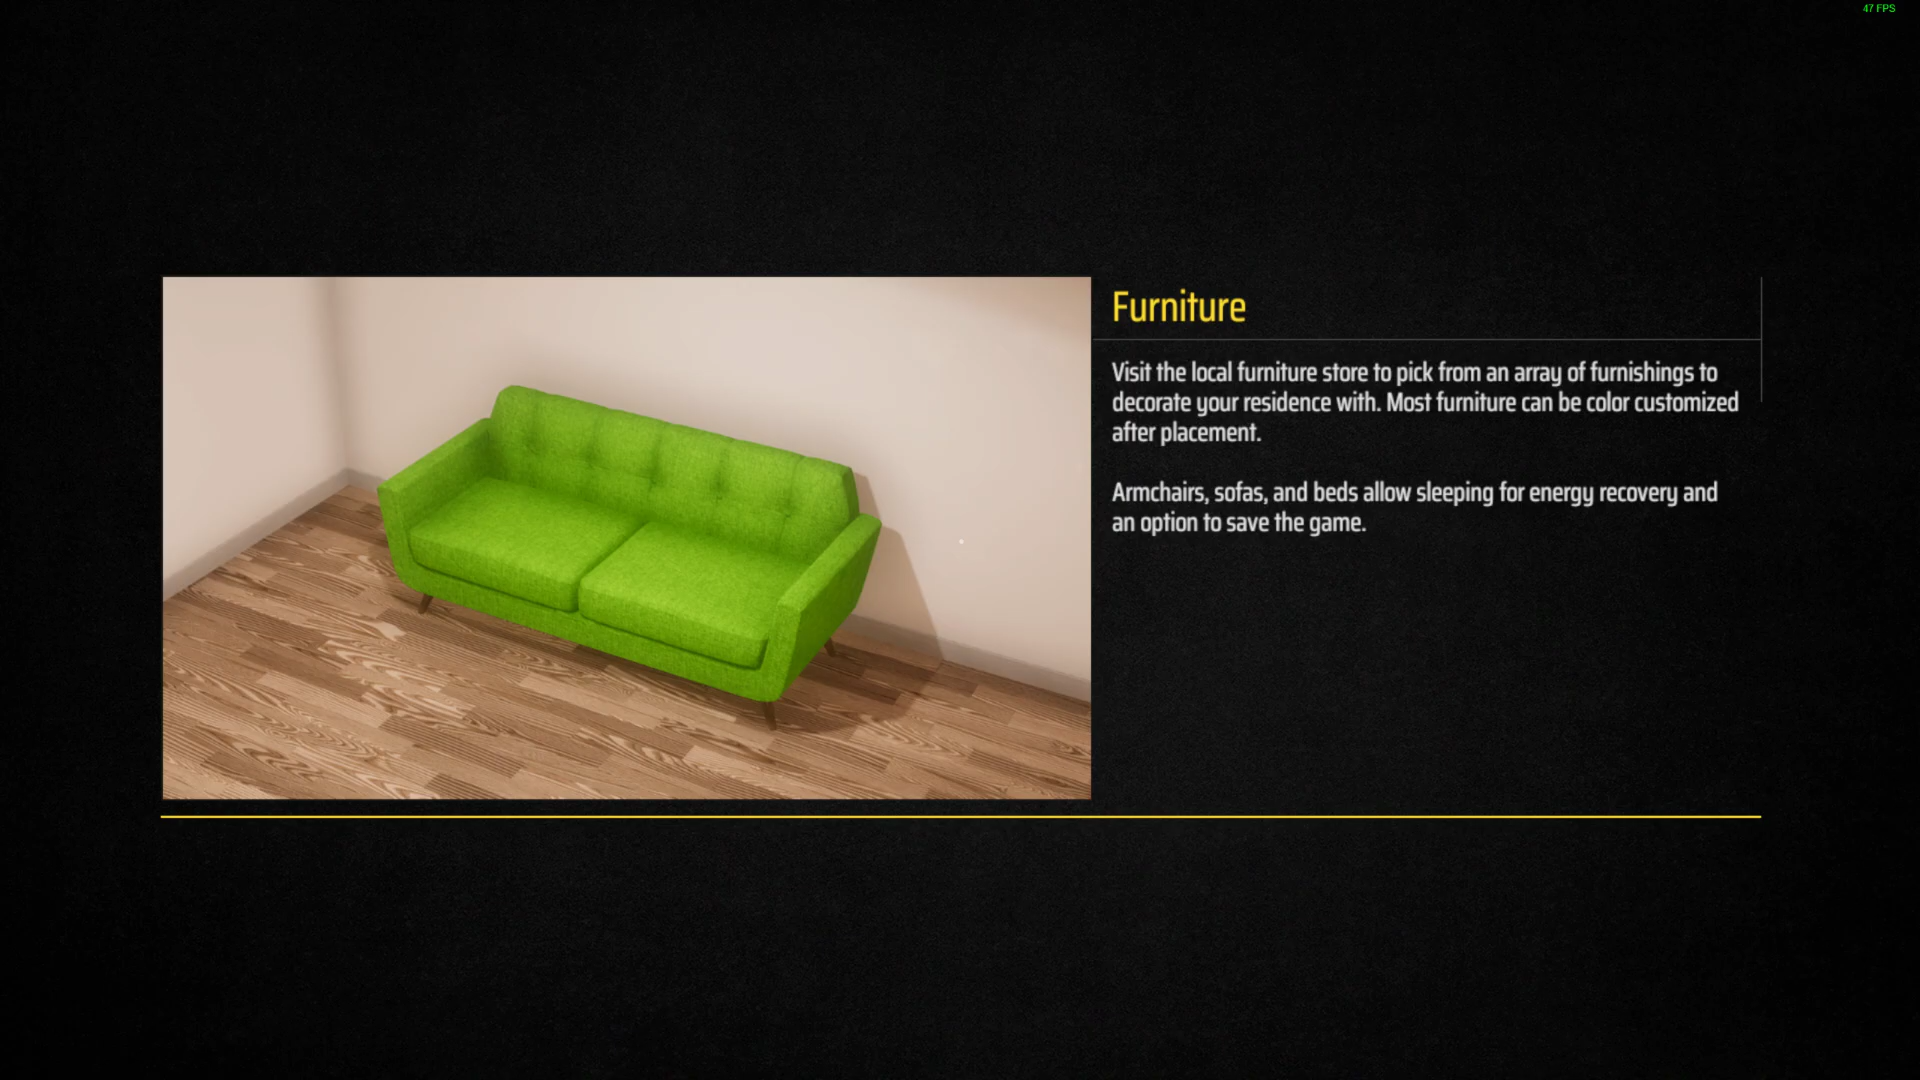 47 FPS
Furniture
Visit the local furniture store to pick from an array of furnishings to
decorate your residence with. Most furniture can be color customized
after placement.
Armchairs, sofas, and beds allow sleeping for energy recovery and
an option to save the game.